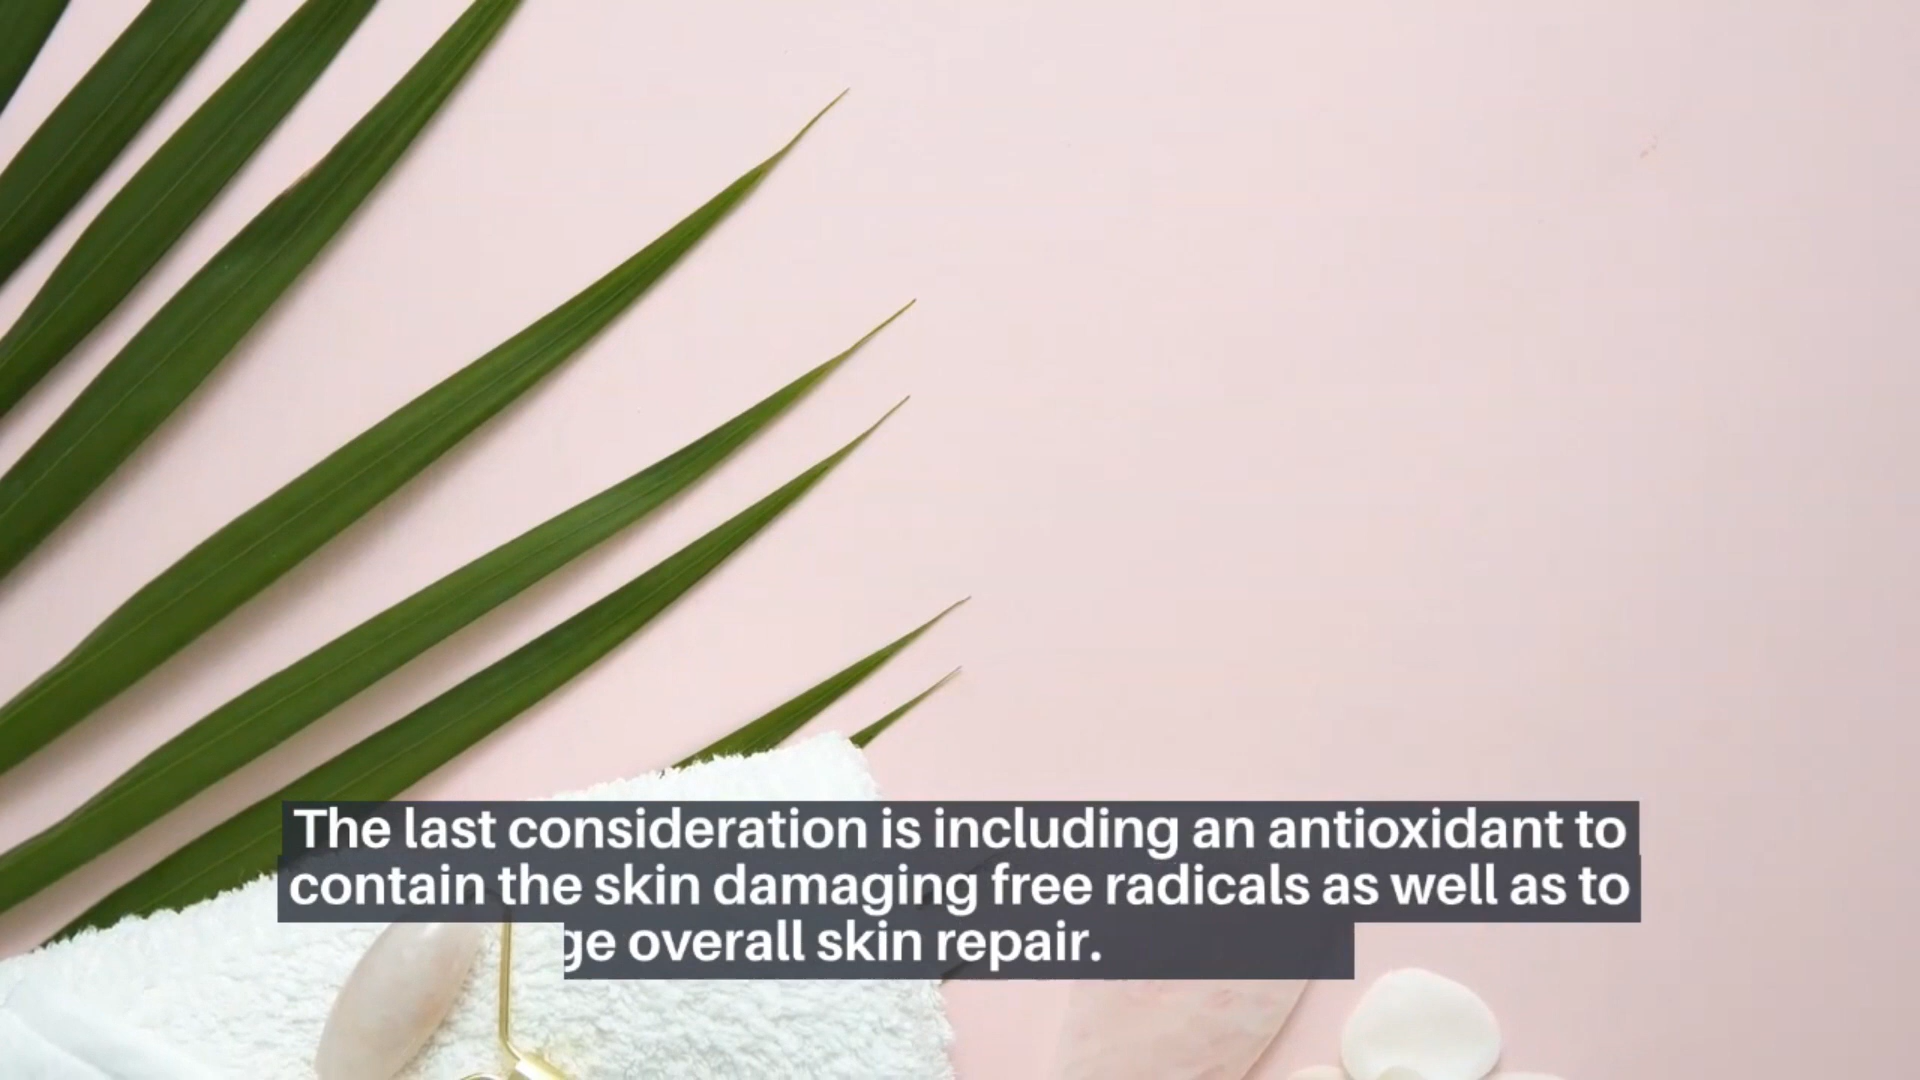 The last consideration is including an antioxidant to
contain the skin damaging free radicals as well as to
overall skin repair.